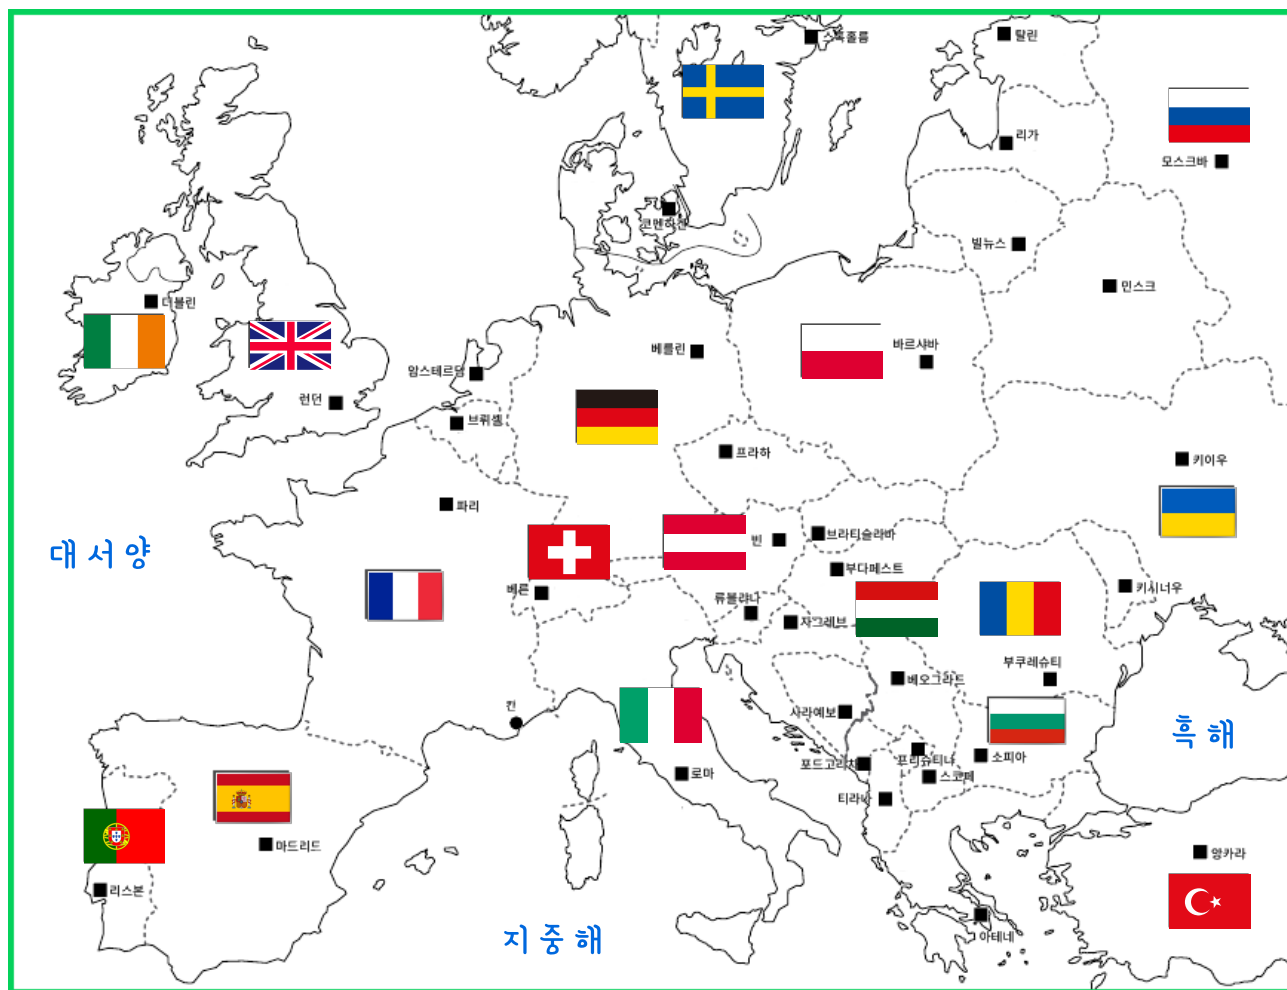 스톡홀름
탈린
리가
모스크바
코펜하겐
빌뉴스
민스크
더블린
베를린
바르샤바
암스테르담
런던
브뤼셀
프라하
키이우
파리
대서양
빈
브라티슬라바
부다페스트
베른
류블랴나
자그레브
키시너우
부쿠레슈티
베오그라드
칸
사라예보
흑해
포드고리차
프리슈티나
소피아
로마
스코페
티라나
마드리드
앙카라
리스본
아테네
지중해